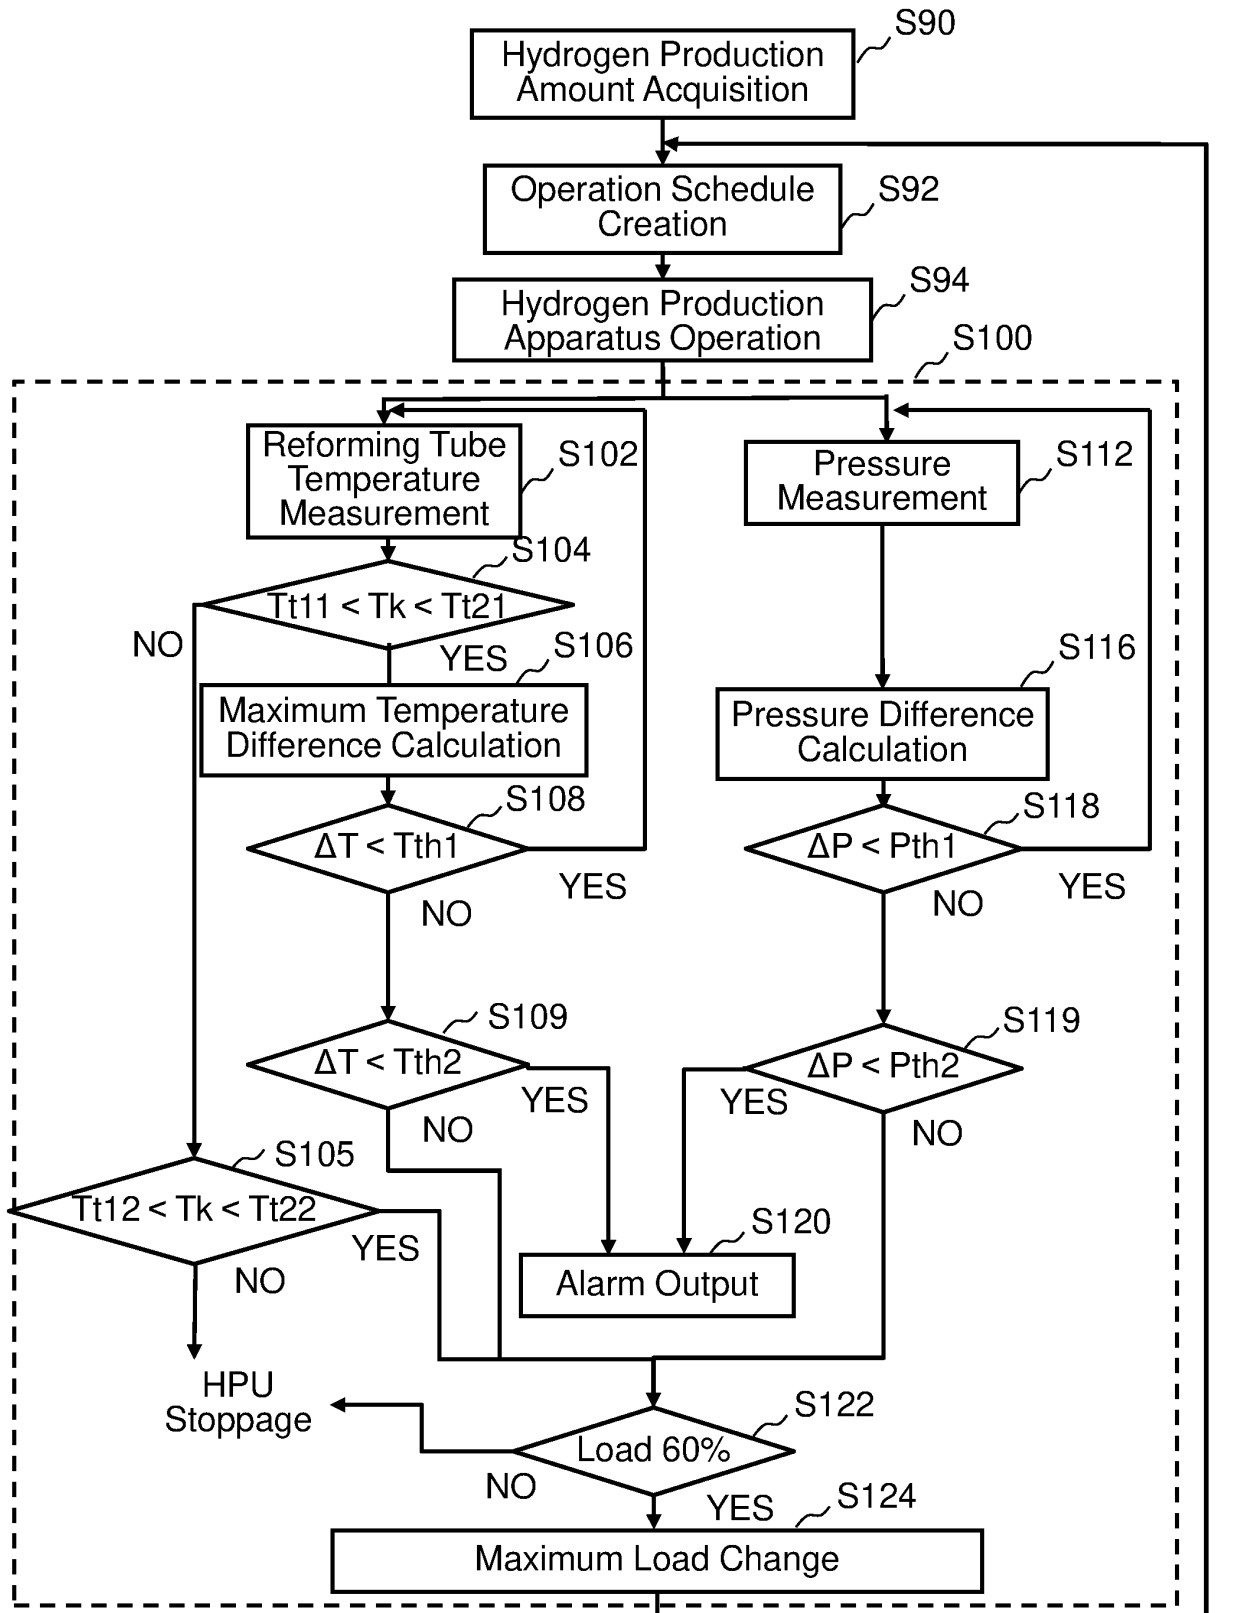 S90
Hydrogen Production
Amount Acquisition
S92
Operation Schedule
Creation
S94
Hydrogen Production
Apparatus Operation
S100
Reforming Tube
Temperature
Measurement
S102
Pressure
Measurement
S112
S104
Tt11 < Tk < Tt21
NO
YES
S106
Maximum Temperature
Difference Calculation
S116
Pressure Difference
Calculation
S108
ΔT < Tth1
YES
NO
S118
ΔP < Pth1
YES
NO
S109
ΔT < Tth2
YES
NO
S119
ΔP < Pth2
YES
NO
S105
Tt12 < Tk < Tt22
YES
NO
S120
Alarm Output
HPU
Stoppage
S122
Load 60%
NO
YES
S124
Maximum Load Change